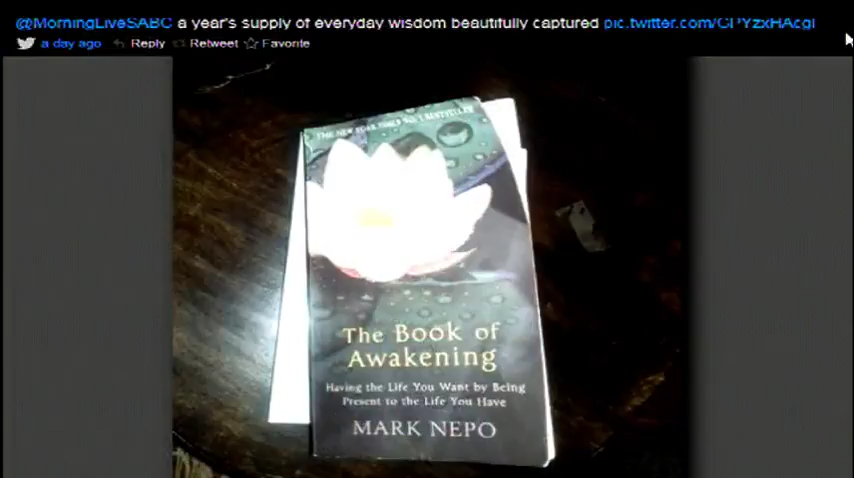 @MorningLiveSABC a year's supply of everyday wisdom beautifully captured
a day ago Reply Retweet Favorite
THE NEW YORK TIMES NO. 1 BESTSELLER
The Book of
Awakening
Having the Life You Want by Being
Present to the Life You Have
MARK NEPO